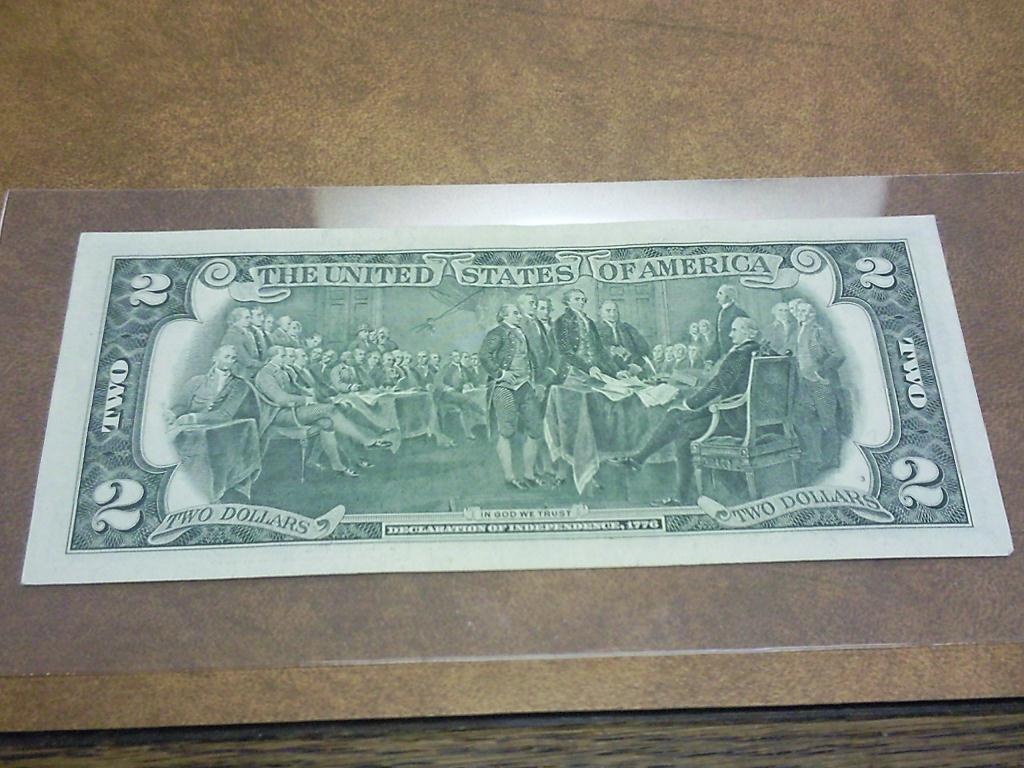 2 THE UNITED STATES OF AMERICA 2
TWO TWO
2 2
TWO DOLLARS TWO DOLLARS
IN GOD WE TRUST
DECLARATION OF INDEPENDENCE, 1776